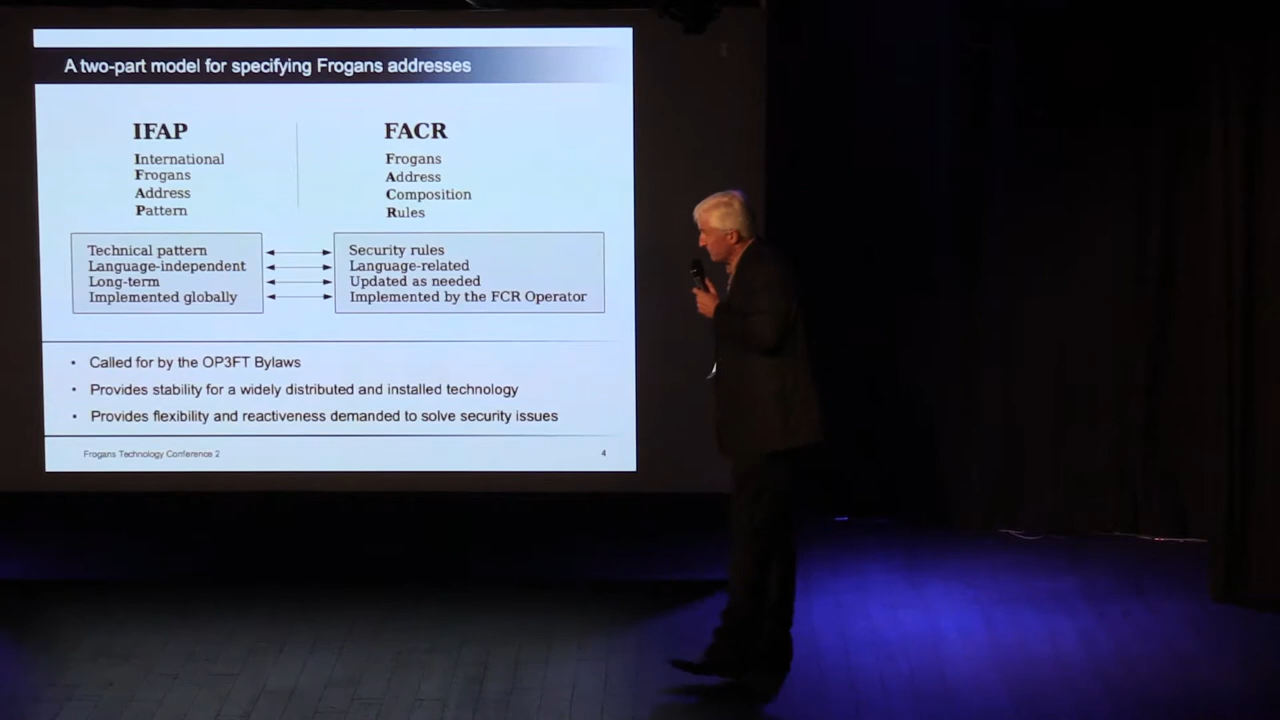 A two-part model for specifying Frogans addresses
IFAP
International
Frogans
Address
Pattern
FACR
Frogans
Address
Composition
Rules
Technical pattern
Language-independent
Long-term
Implemented globally
Security rules
Language-related
Updated as needed
Implemented by the FCR Operator
• Called for by the OP3FT Bylaws
• Provides stability for a widely distributed and installed technology
• Provides flexibility and reactiveness demanded to solve security issues
Frogans Technology Conference 2
4